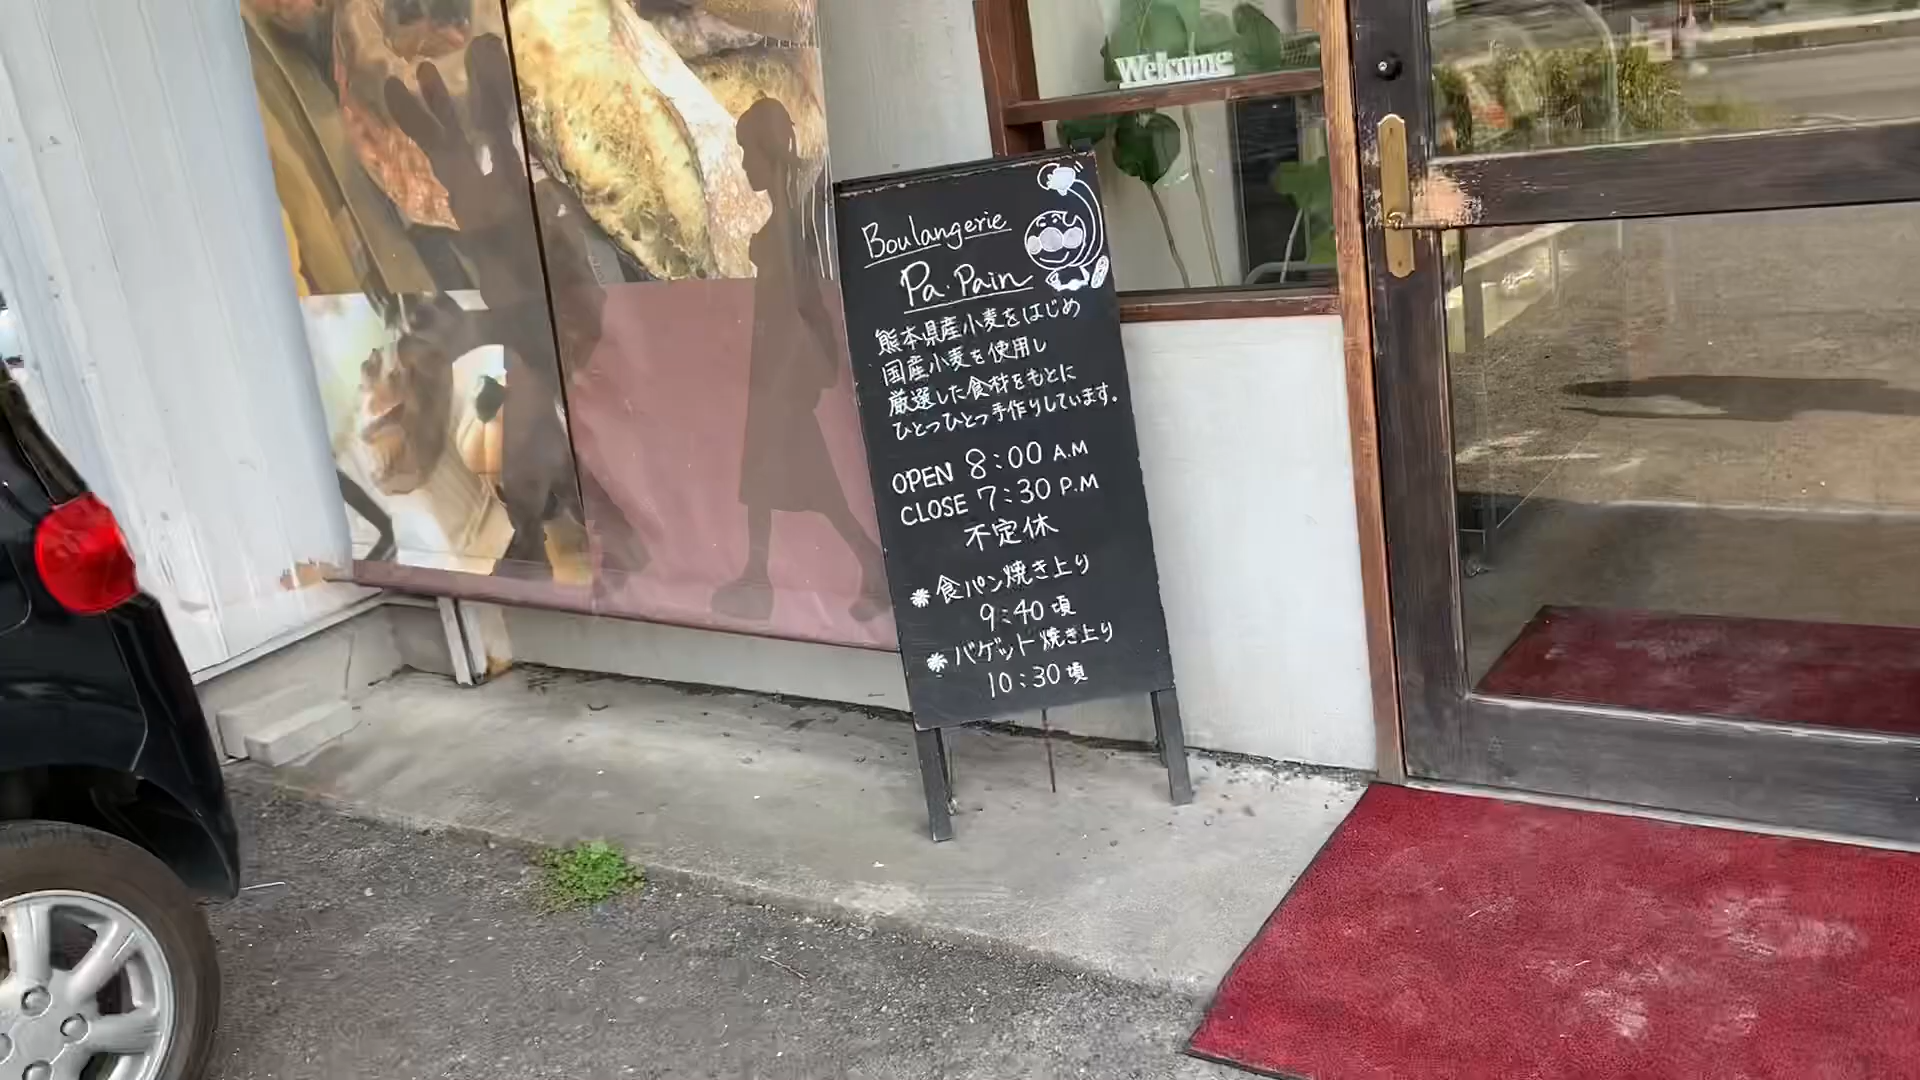 Welcome
Boulangerie
Pa・Pain
熊本県産小麦をはじめ
国産小麦を使用し
厳選した食材をもとに
ひとつひとつ手作りしています。
OPEN 8:00 A.M
CLOSE 7:30 P.M
不定休
＊食パン焼き上り
9:40頃
＊バゲット焼き上り
10:30頃